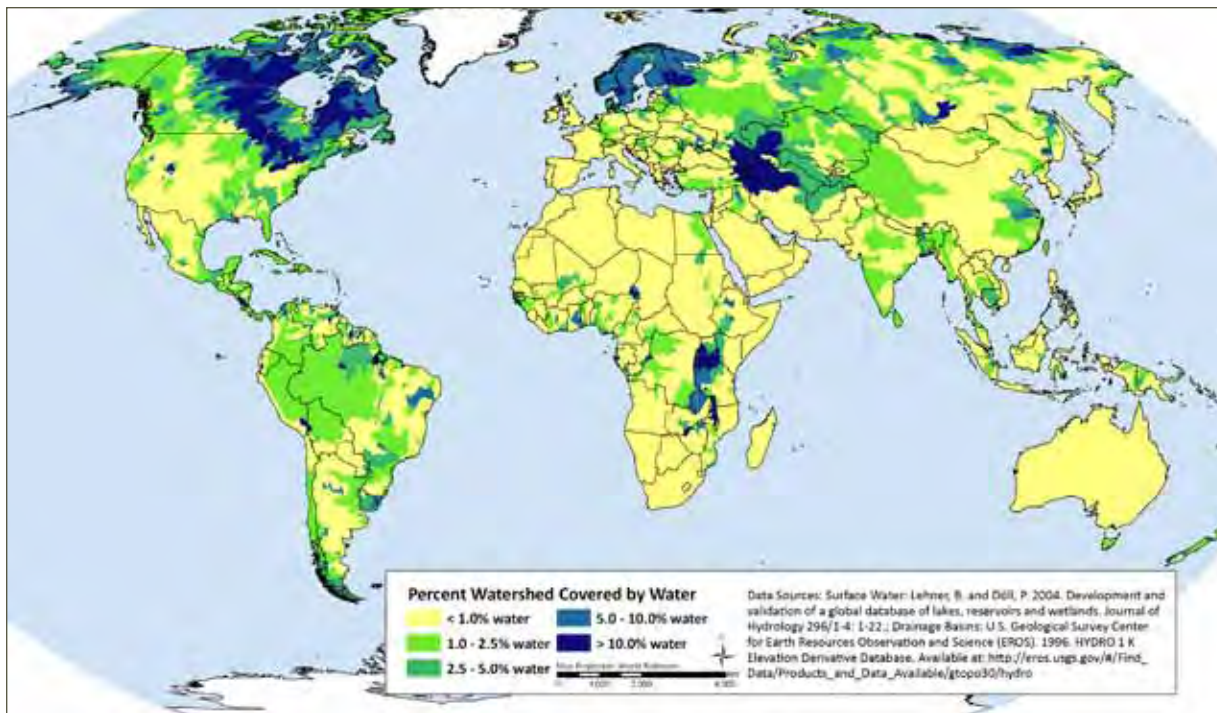 Percent Watershed Covered by Water
< 1.0% water
1.0 - 2.5% water
2.5 - 5.0% water
5.0 - 10.0% water
> 10.0% water
Map Projection: World Robinson
Data Sources: Surface Water: Lehner, B. and Döll, P. 2004. Development and
validation of a global database of lakes, reservoirs and wetlands. Journal of
Hydrology 296/1-4: 1-22.; Drainage Basins: U.S. Geological Survey Center
for Earth Resources Observation and Science (EROS). 1996. HYDRO 1 K
Elevation Derivative Database. Available at: http://eros.usgs.gov/#/Find_
Data/Products_and_Data_Available/gtopo30/hydro